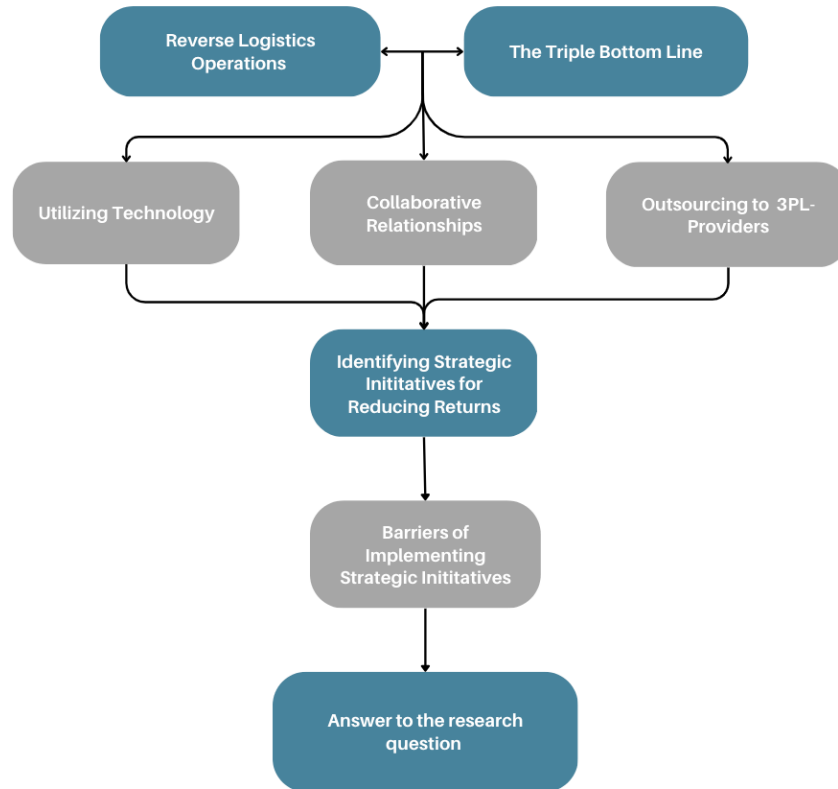 Reverse Logistics
Operations
The Triple Bottom Line
Utilizing Technology
Collaborative
Relationships
Outsourcing to 3PL-
Providers
Identifying Strategic
Inititatives for
Reducing Returns
Barriers of
Implementing
Strategic Inititatives
Answer to the research
question